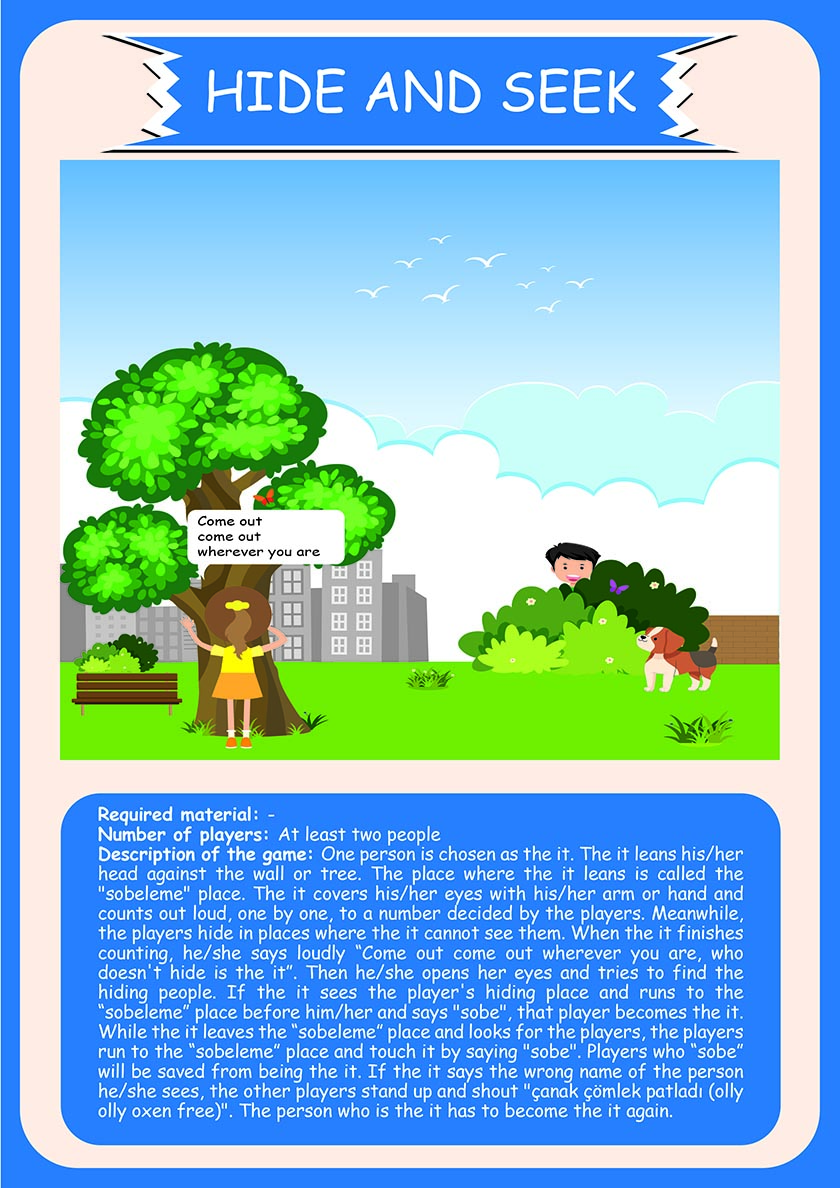 HIDE AND SEEK
Come out
come out
wherever you are
Required material: -
Number of players: At least two people
Description of the game: One person is chosen as the it. The it leans his/her
head against the wall or tree. The place where the it leans is called the
"sobeleme" place. The it covers his/her eyes with his/her arm or hand and
counts out loud, one by one, to a number decided by the players. Meanwhile,
the players hide in places where the it cannot see them. When the it finishes
counting, he/she says loudly “Come out come out wherever you are, who
doesn't hide is the it”. Then he/she opens her eyes and tries to find the
hiding people. If the it sees the player's hiding place and runs to the
“sobeleme” place before him/her and says "sobe", that player becomes the it.
While the it leaves the “sobeleme” place and looks for the players, the players
run to the “sobeleme” place and touch it by saying "sobe". Players who “sobe”
will be saved from being the it. If the it says the wrong name of the person
he/she sees, the other players stand up and shout "çanak çömlek patladı (olly
olly oxen free)". The person who is the it has to become the it again.